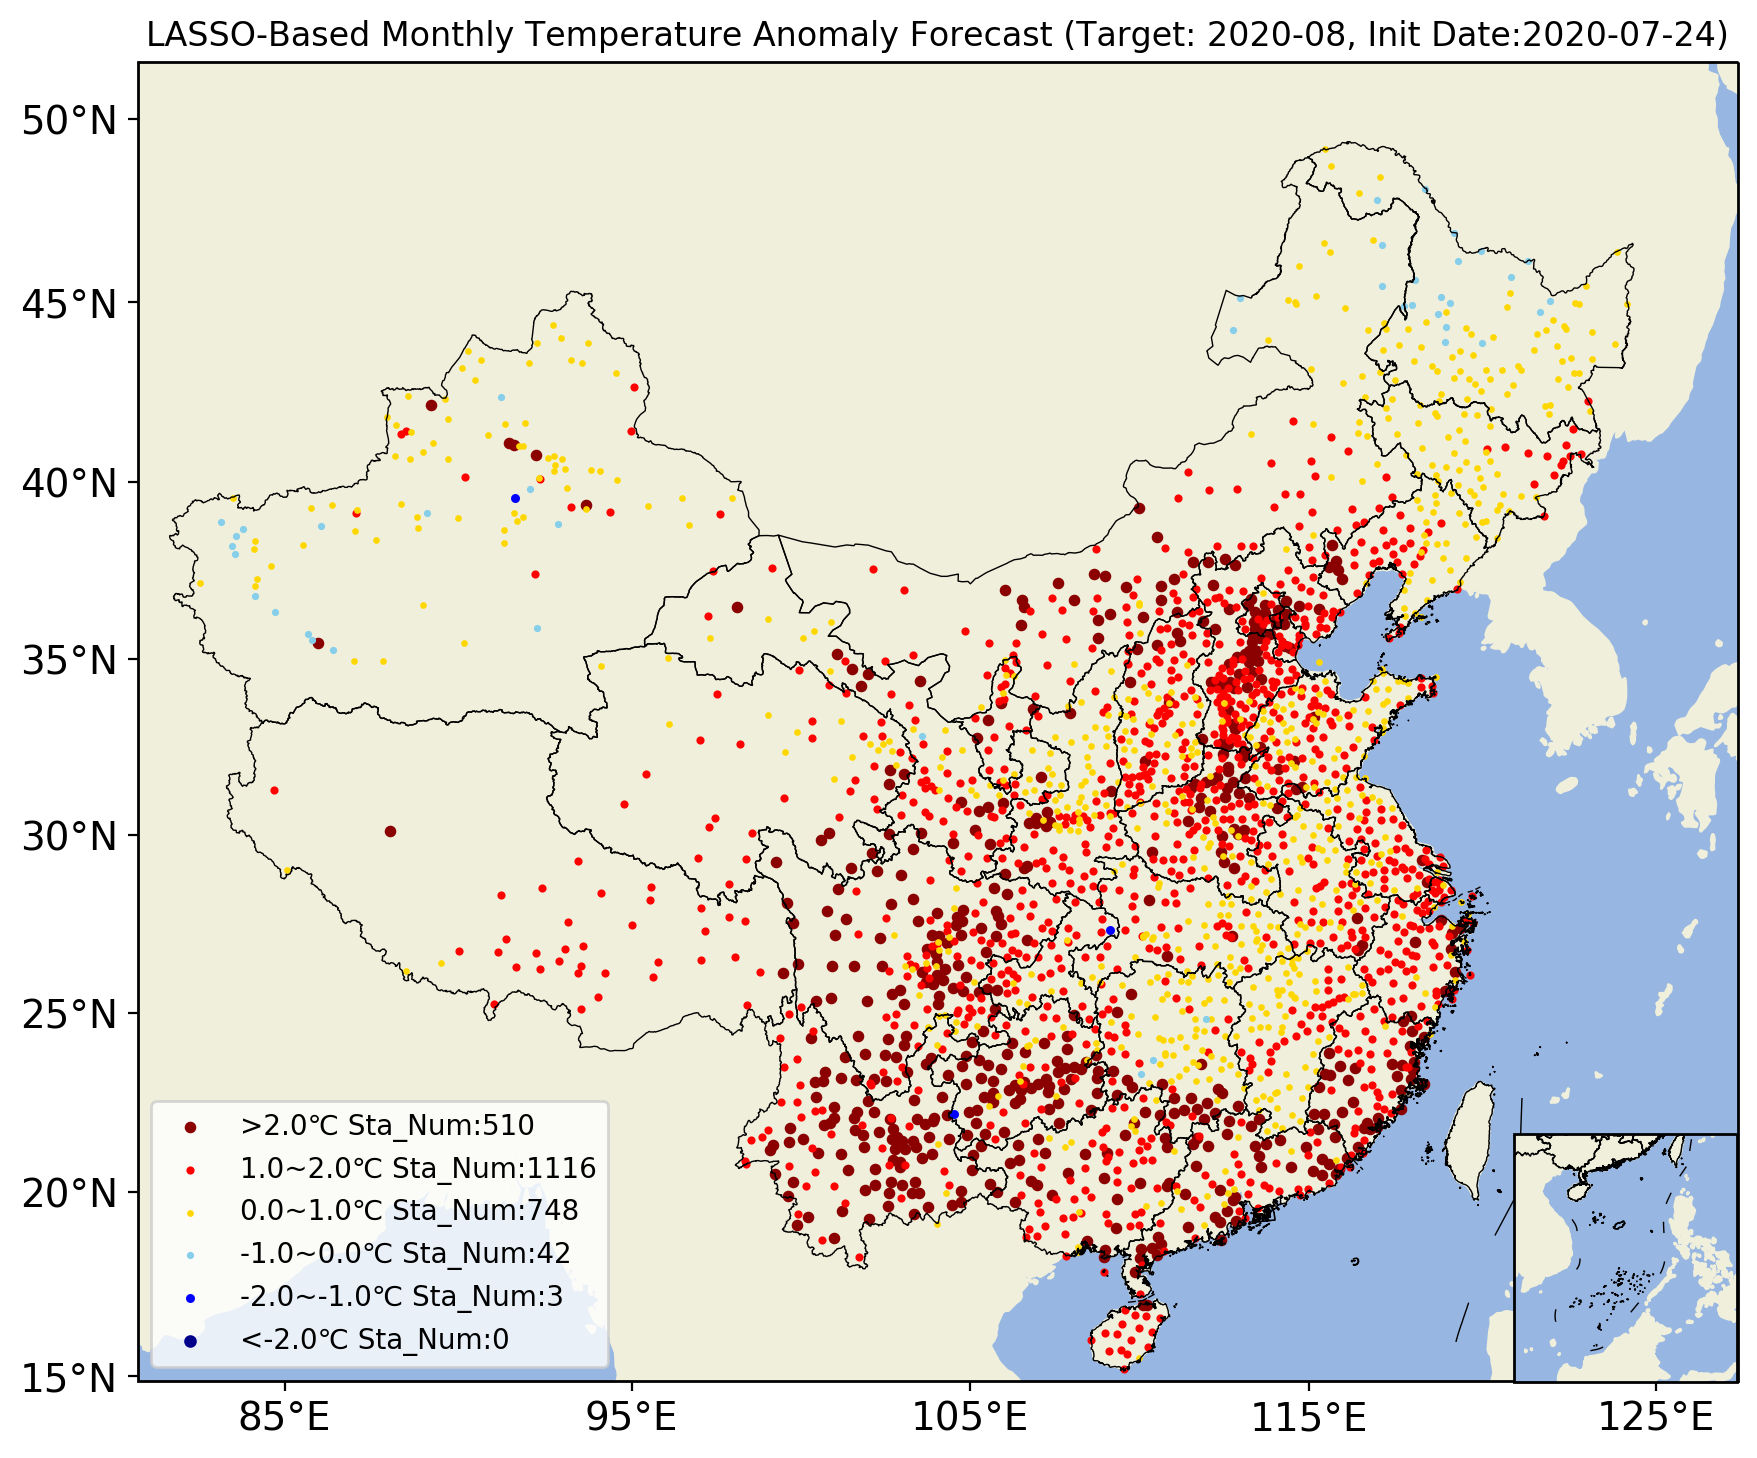 LASSO-Based Monthly Temperature Anomaly Forecast (Target: 2020-08, Init Date:2020-07-24)
50°N
45°N
40°N
35°N
30°N
25°N
20°N
15°N
>2.0℃ Sta_Num:510
1.0~2.0℃ Sta_Num:1116
0.0~1.0℃ Sta_Num:748
-1.0~0.0℃ Sta_Num:42
-2.0~-1.0℃ Sta_Num:3
<-2.0℃ Sta_Num:0
85°E
95°E
105°E
115°E
125°E